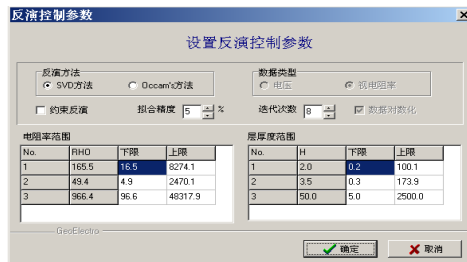 反演控制参数
设置反演控制参数
反演方法
SVD方法 Occam's方法
数据类型
电压 视电阻率
约束反演 拟合精度 5 %
迭代次数 8 数据对数化
电阻率范围
No. RHO 下限 上限
1 165.5 16.5 8274.1
2 49.4 4.9 2470.1
3 966.4 96.6 48317.9
层厚度范围
No. H 下限 上限
1 2.0 0.2 100.1
2 3.5 0.3 173.9
3 50.0 5.0 2500.0
GeoElectro
确定 取消